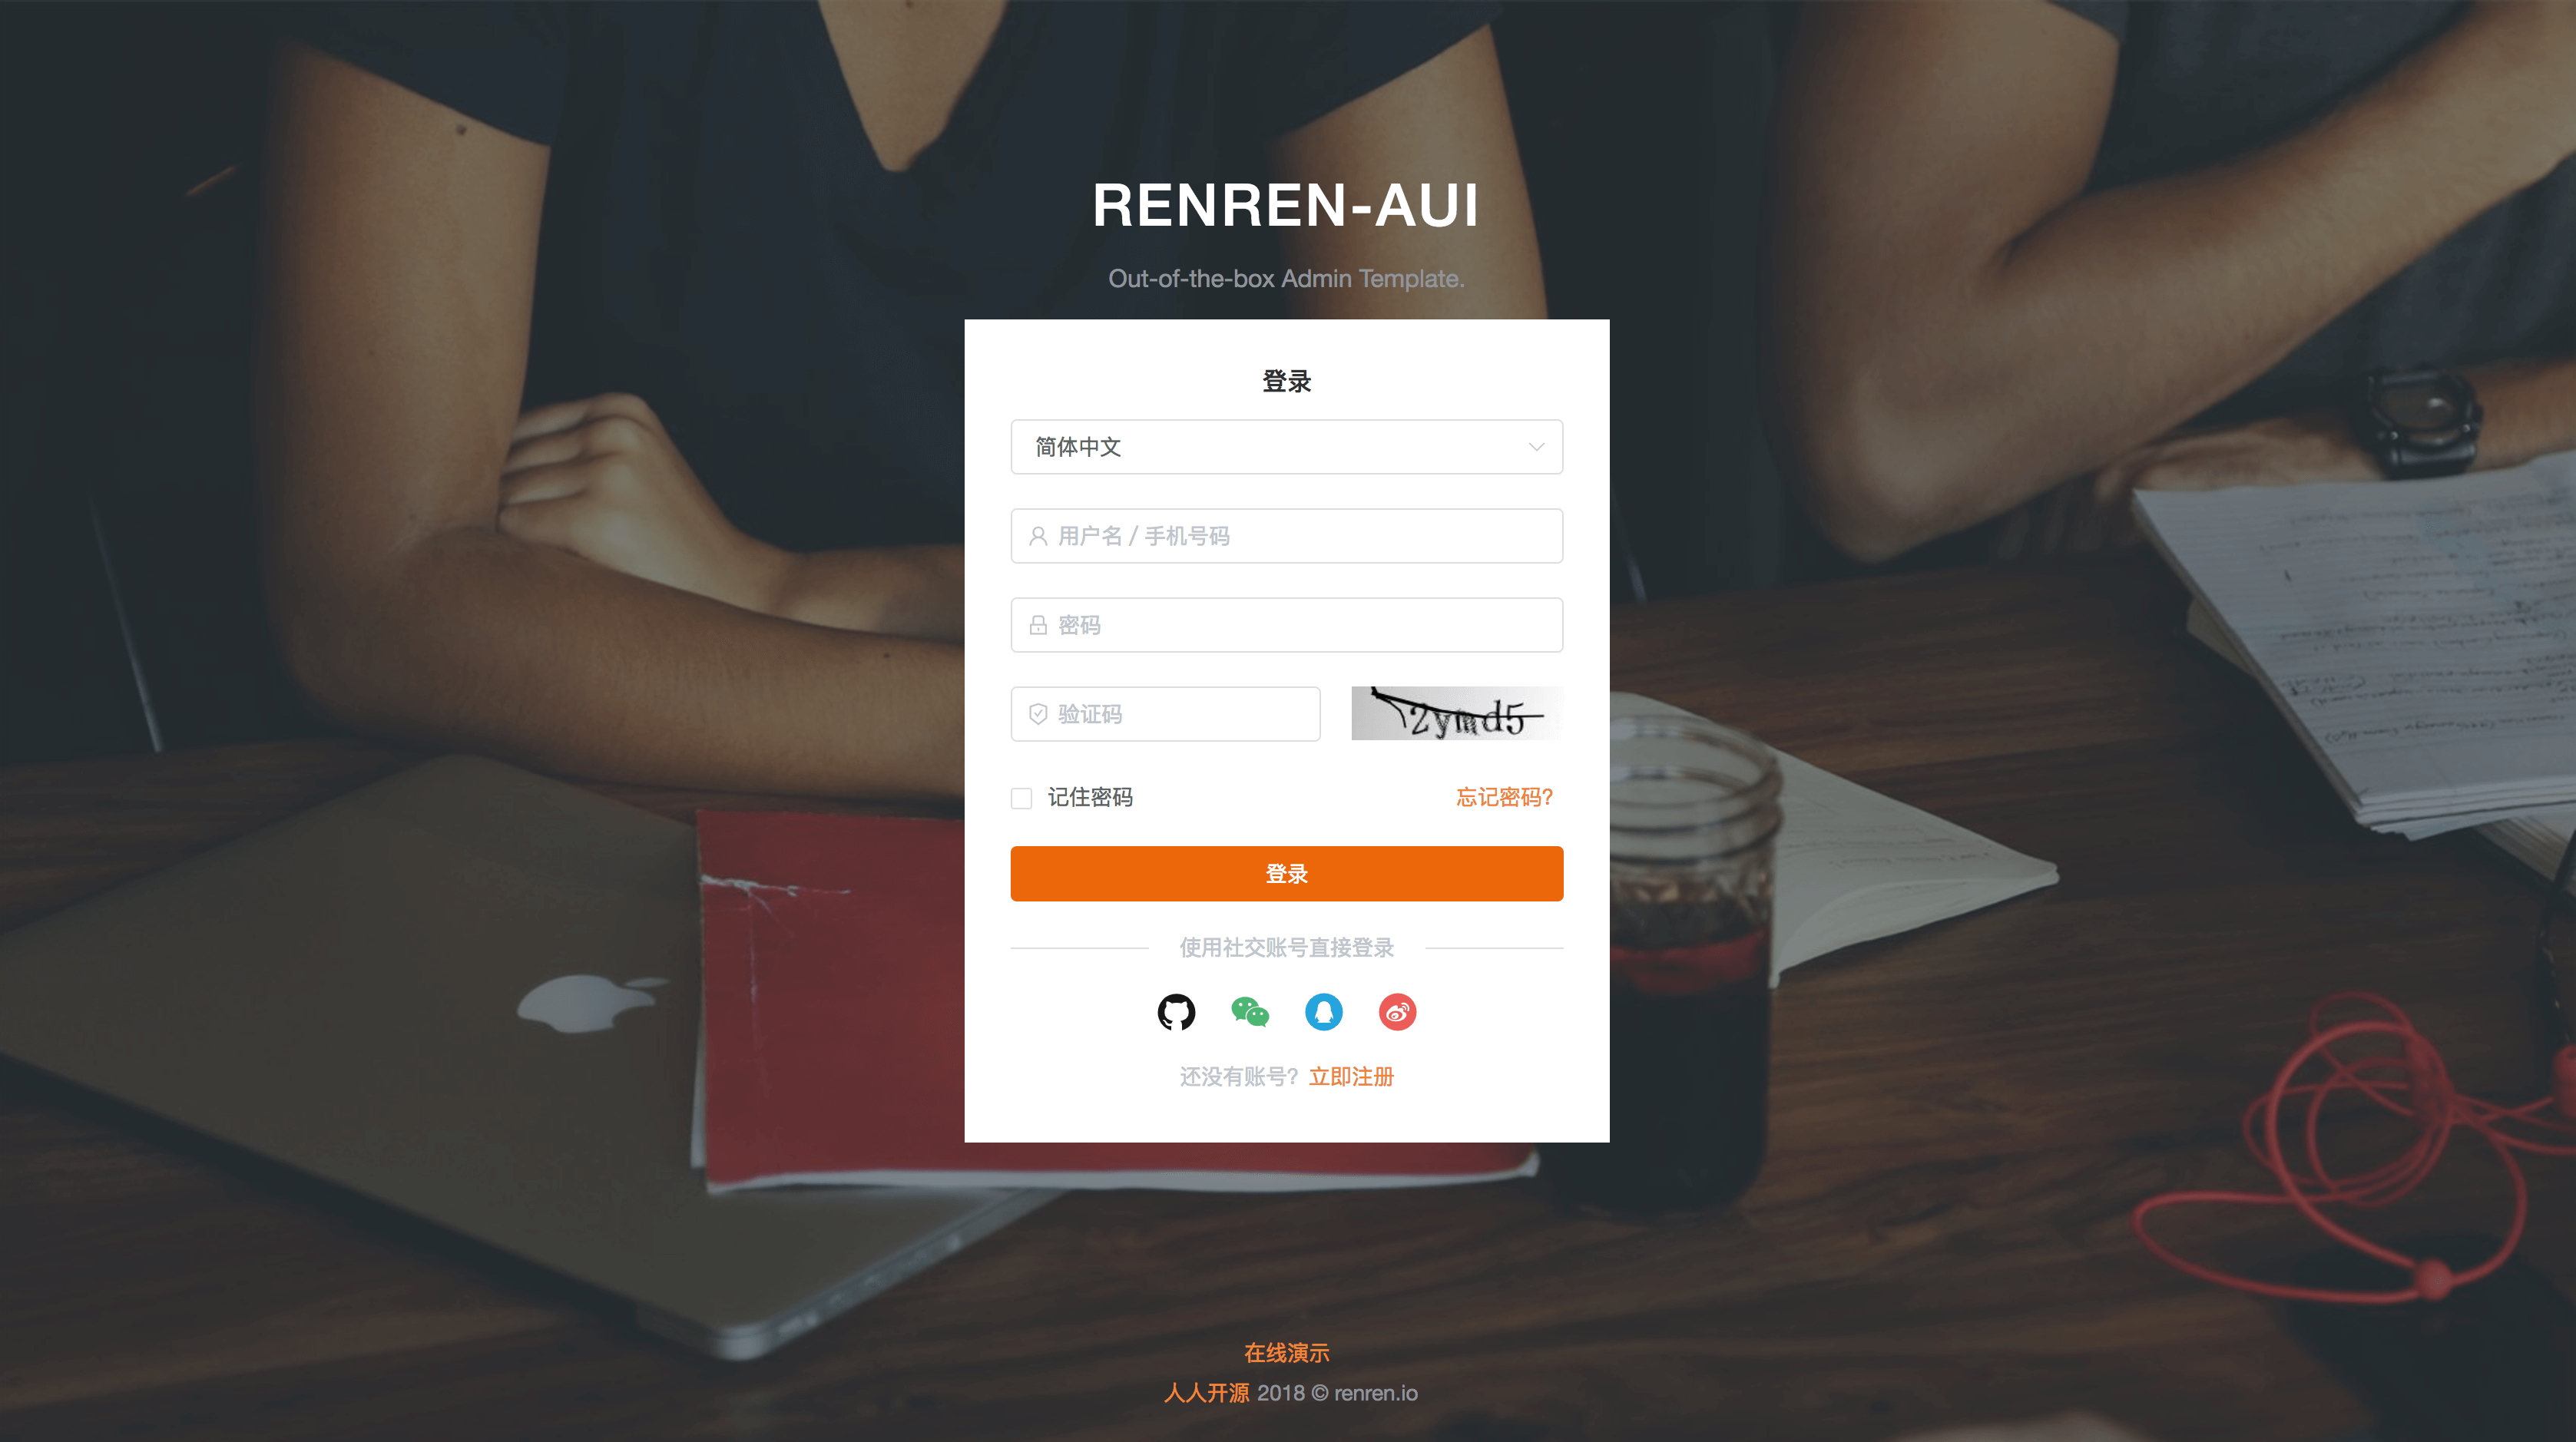 RENREN-AUI
Out-of-the-box Admin Template.
登录
简体中文
用户名 / 手机号码
密码
验证码
2ymd5
记住密码
忘记密码?
登录
使用社交账号直接登录
还没有账号? 立即注册
在线演示
人人开源 2018 © renren.io